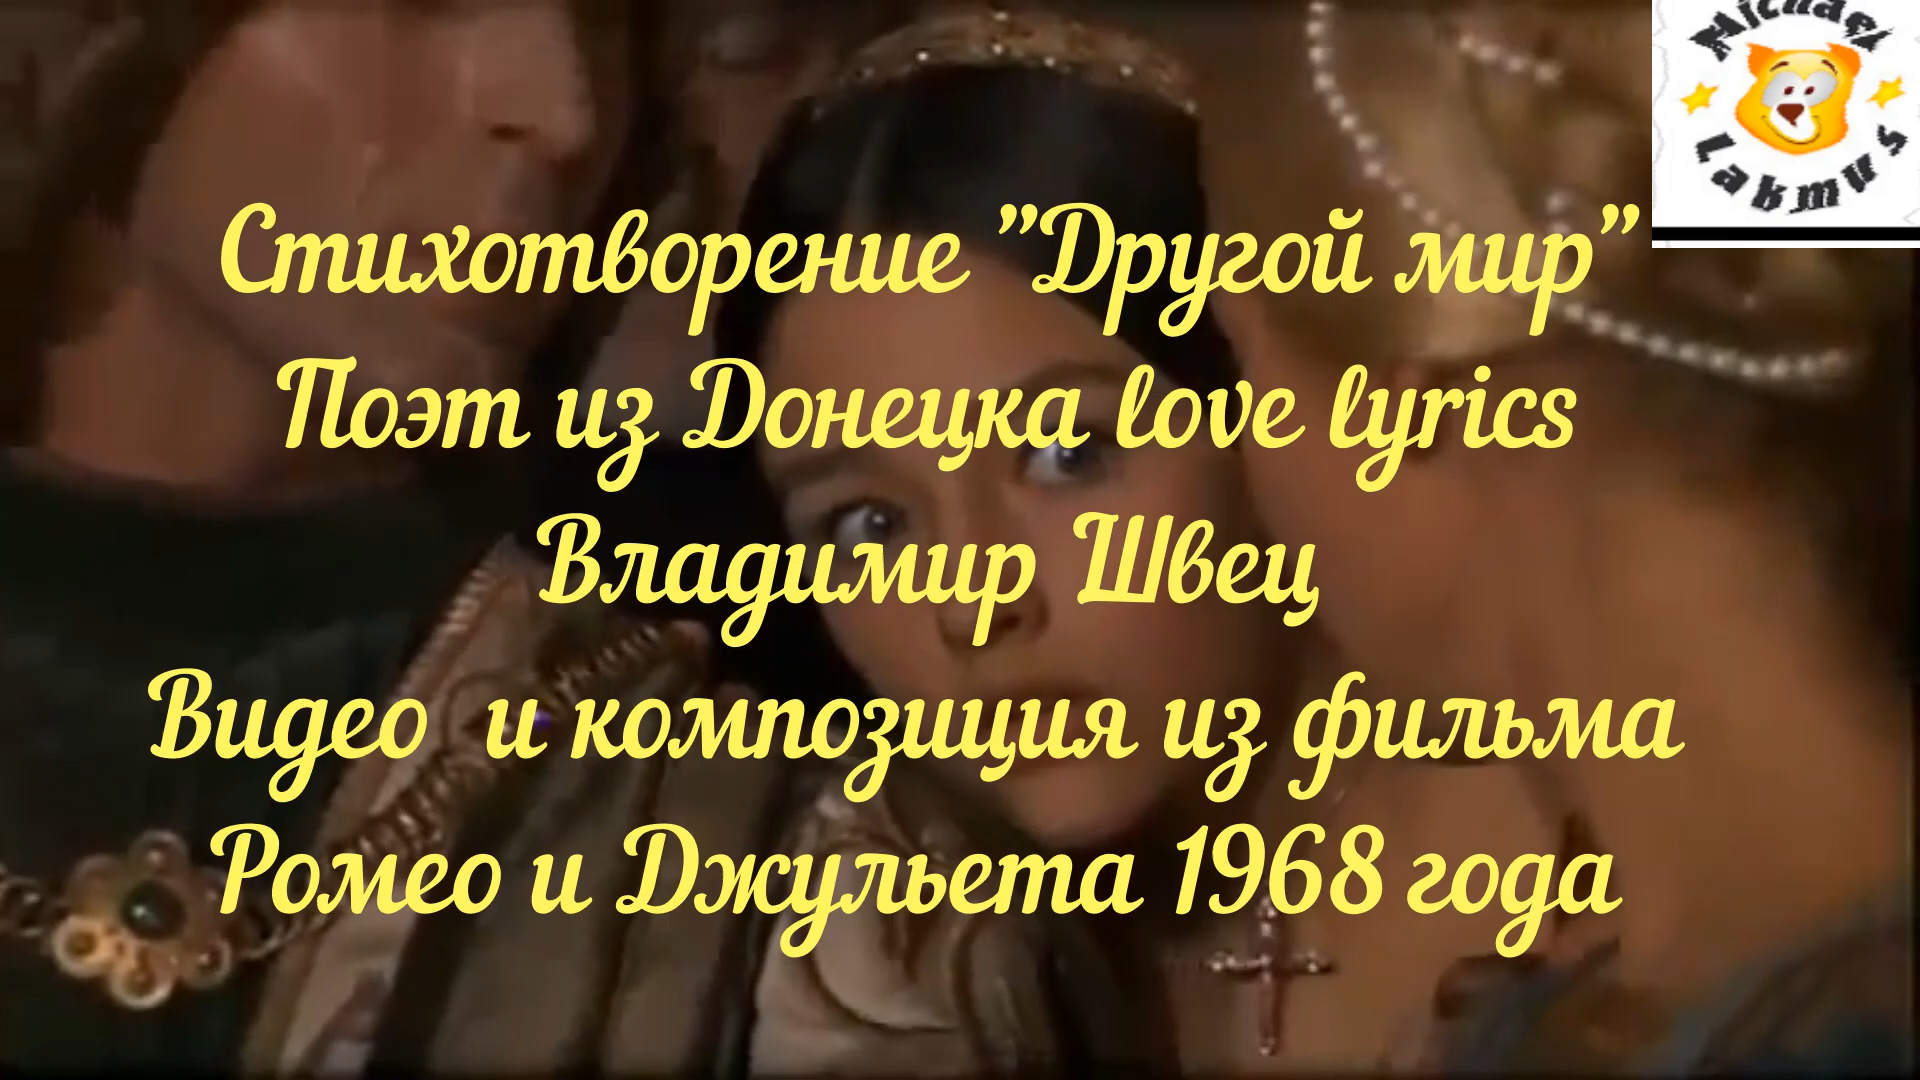 Michael
Lakmus
Стихотворение "Другой мир"
Поэт из Донецка love lyrics
Владимир Швец
Видео и композиция из фильма
Ромео и Джульета 1968 года